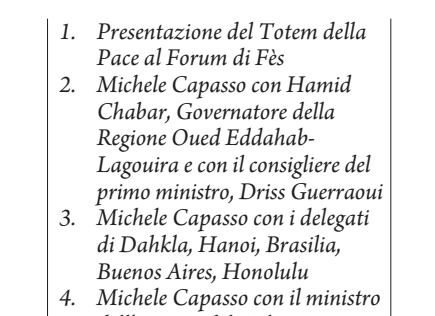 1. Presentazione del Totem della
Pace al Forum di Fès
2. Michele Capasso con Hamid
Chabar, Governatore della
Regione Oued Eddahab-
Lagouira e con il consigliere del
primo ministro, Driss Guerraoui
3. Michele Capasso con i delegati
di Dahkla, Hanoi, Brasilia,
Buenos Aires, Honolulu
4. Michele Capasso con il ministro